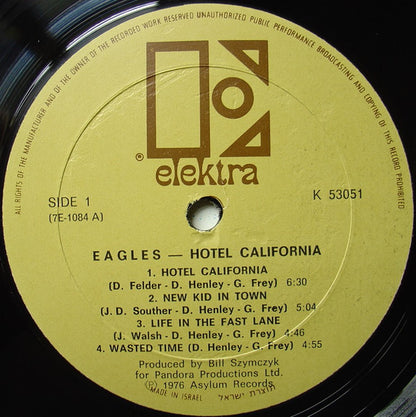 ALL RIGHTS OF THE MANUFACTURER AND OF THE OWNER OF THE RECORDED WORK RESERVED UNAUTHORIZED PUBLIC PERFORMANCE BROADCASTING AND COPYING OF THIS RECORD PROHIBITED
® elektra
SIDE 1
(7E-1084 A)
K 53051
EAGLES — HOTEL CALIFORNIA
1. HOTEL CALIFORNIA
(D. Felder - D. Henley - G. Frey) 6:30
2. NEW KID IN TOWN
(J. D. Souther - D. Henley - G. Frey) 5:04
3. LIFE IN THE FAST LANE
(J. Walsh - D. Henley - G. Frey) 4:46
4. WASTED TIME (D. Henley - G. Frey) 4:55
Produced by Bill Szymczyk
for Pandora Productions Ltd.
℗ 1976 Asylum Records
MADE IN ISRAEL תוצרת ישראל